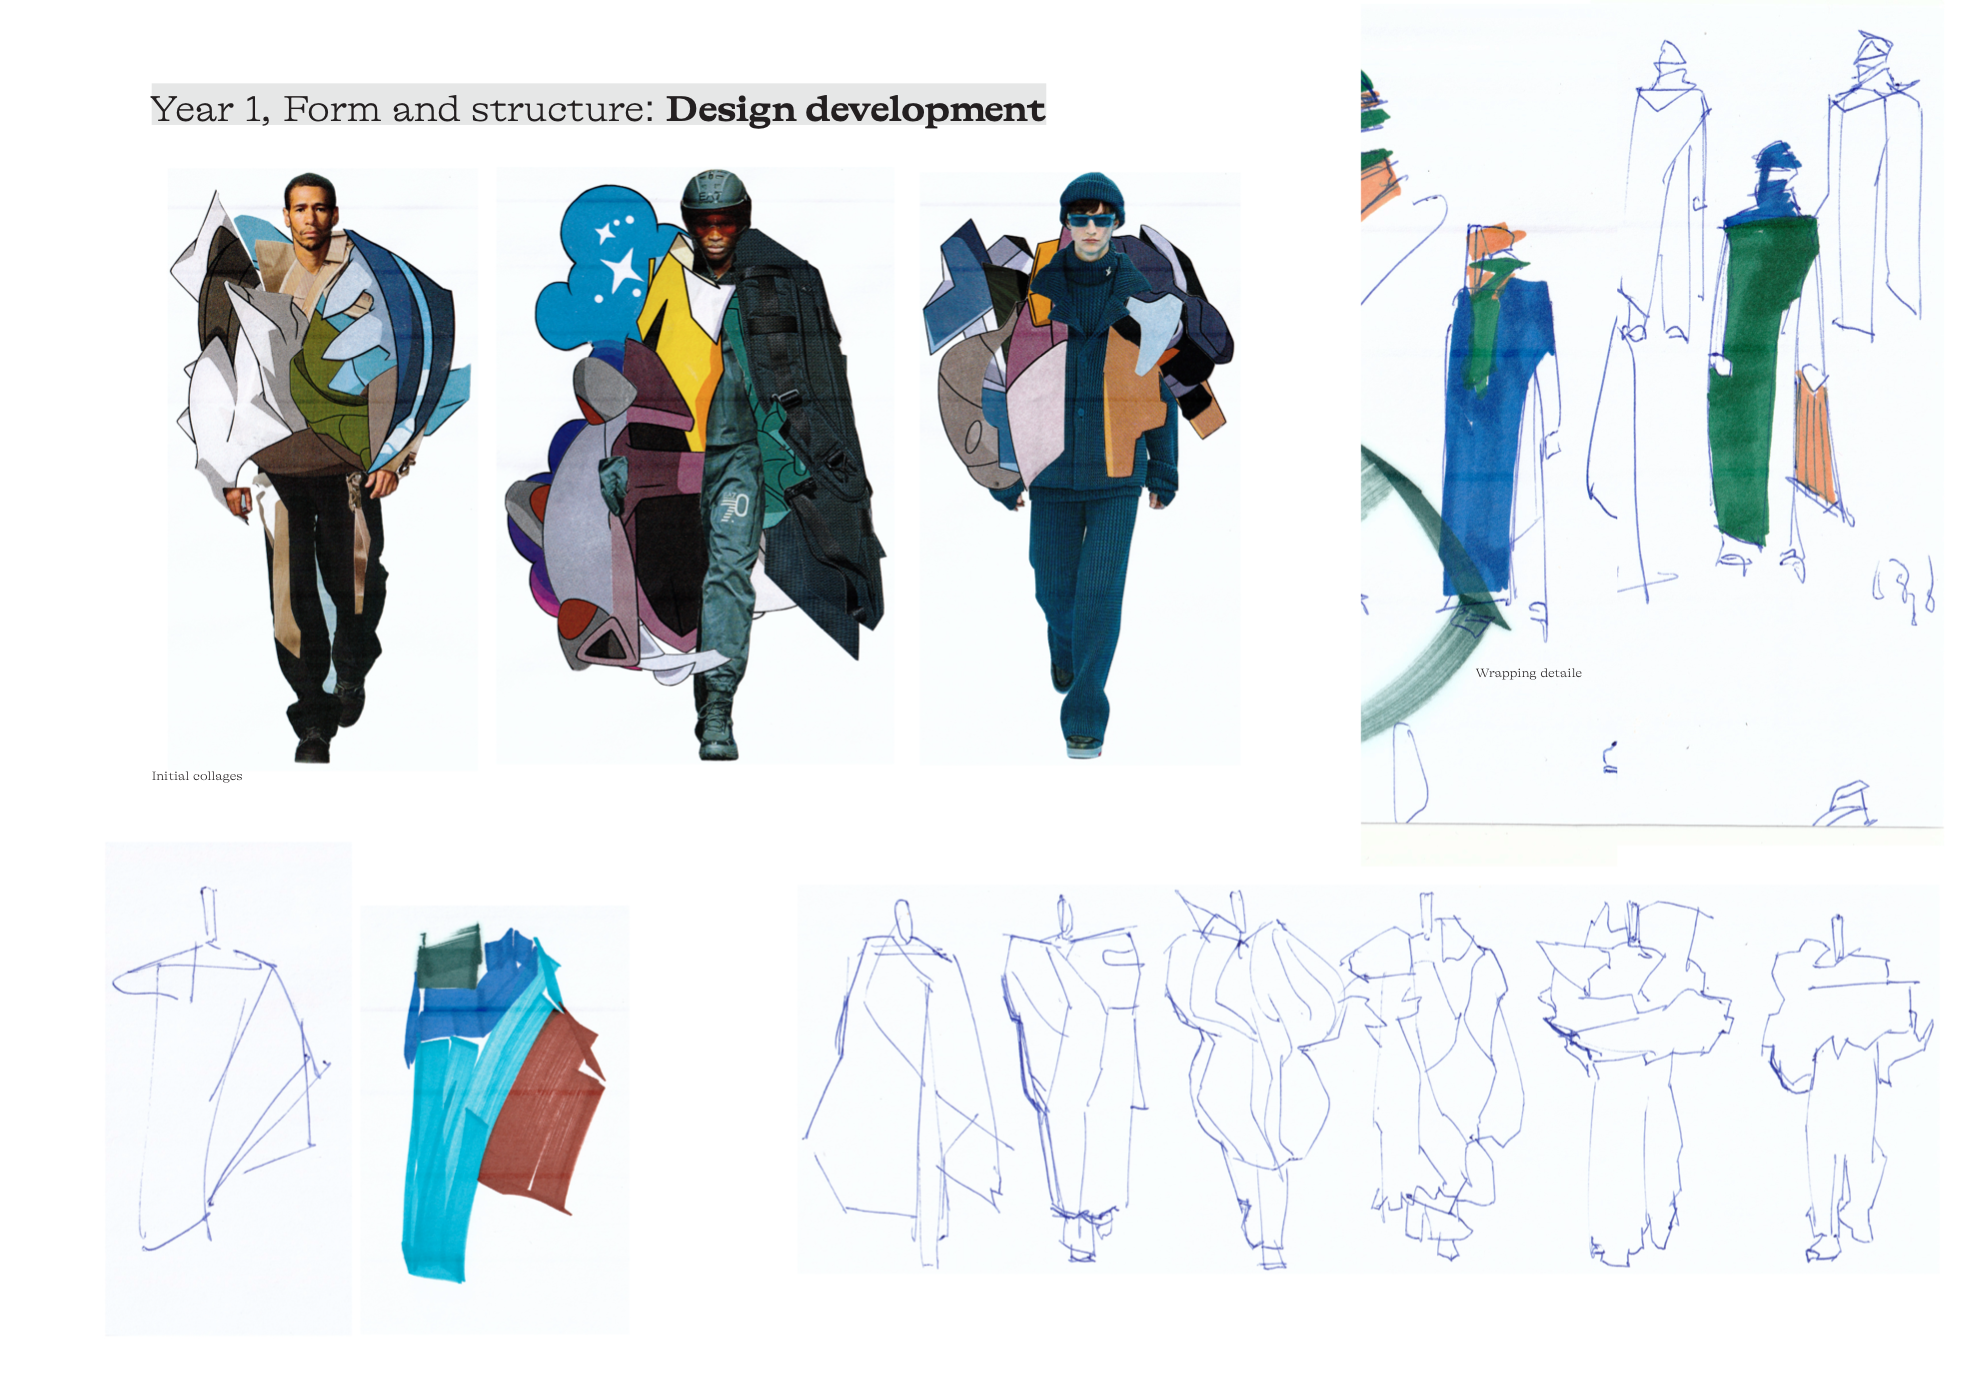 Year 1, Form and structure: Design development
Initial collages
Wrapping detaile